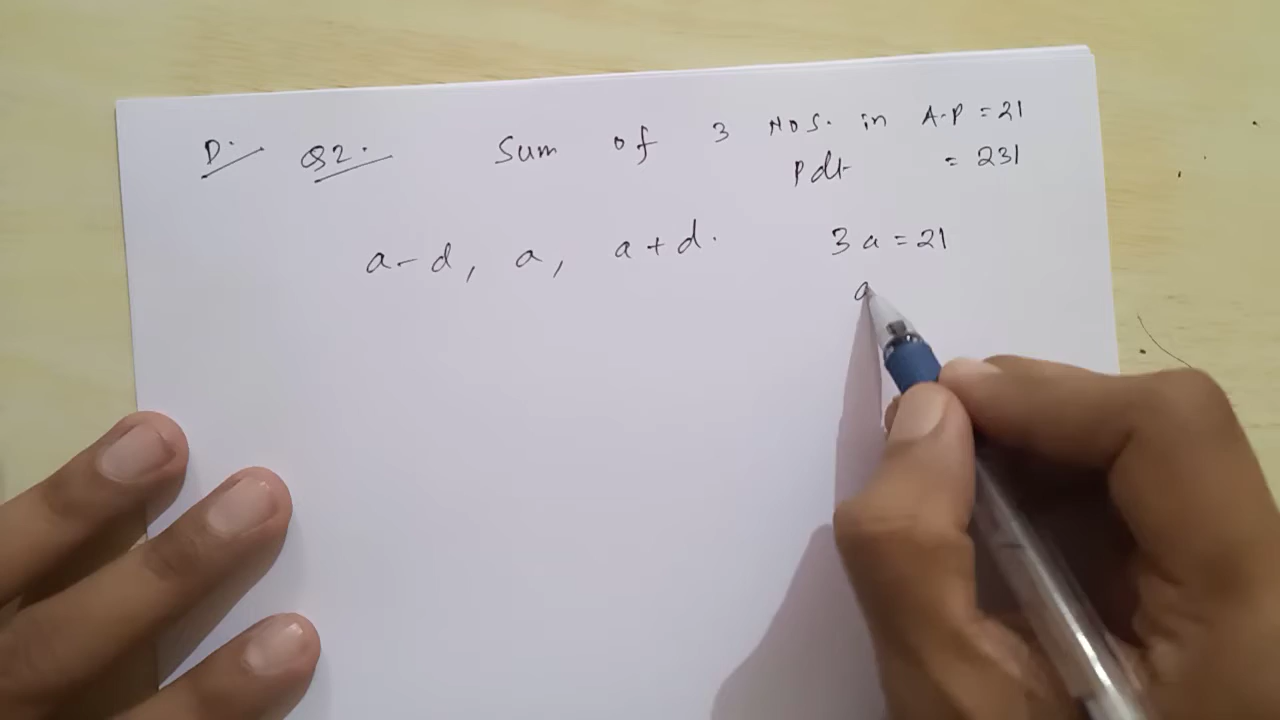 D. Q2. Sum of 3 NOS. in A.P = 21
Pdt = 231
a - d, a, a + d. 3a = 21
a